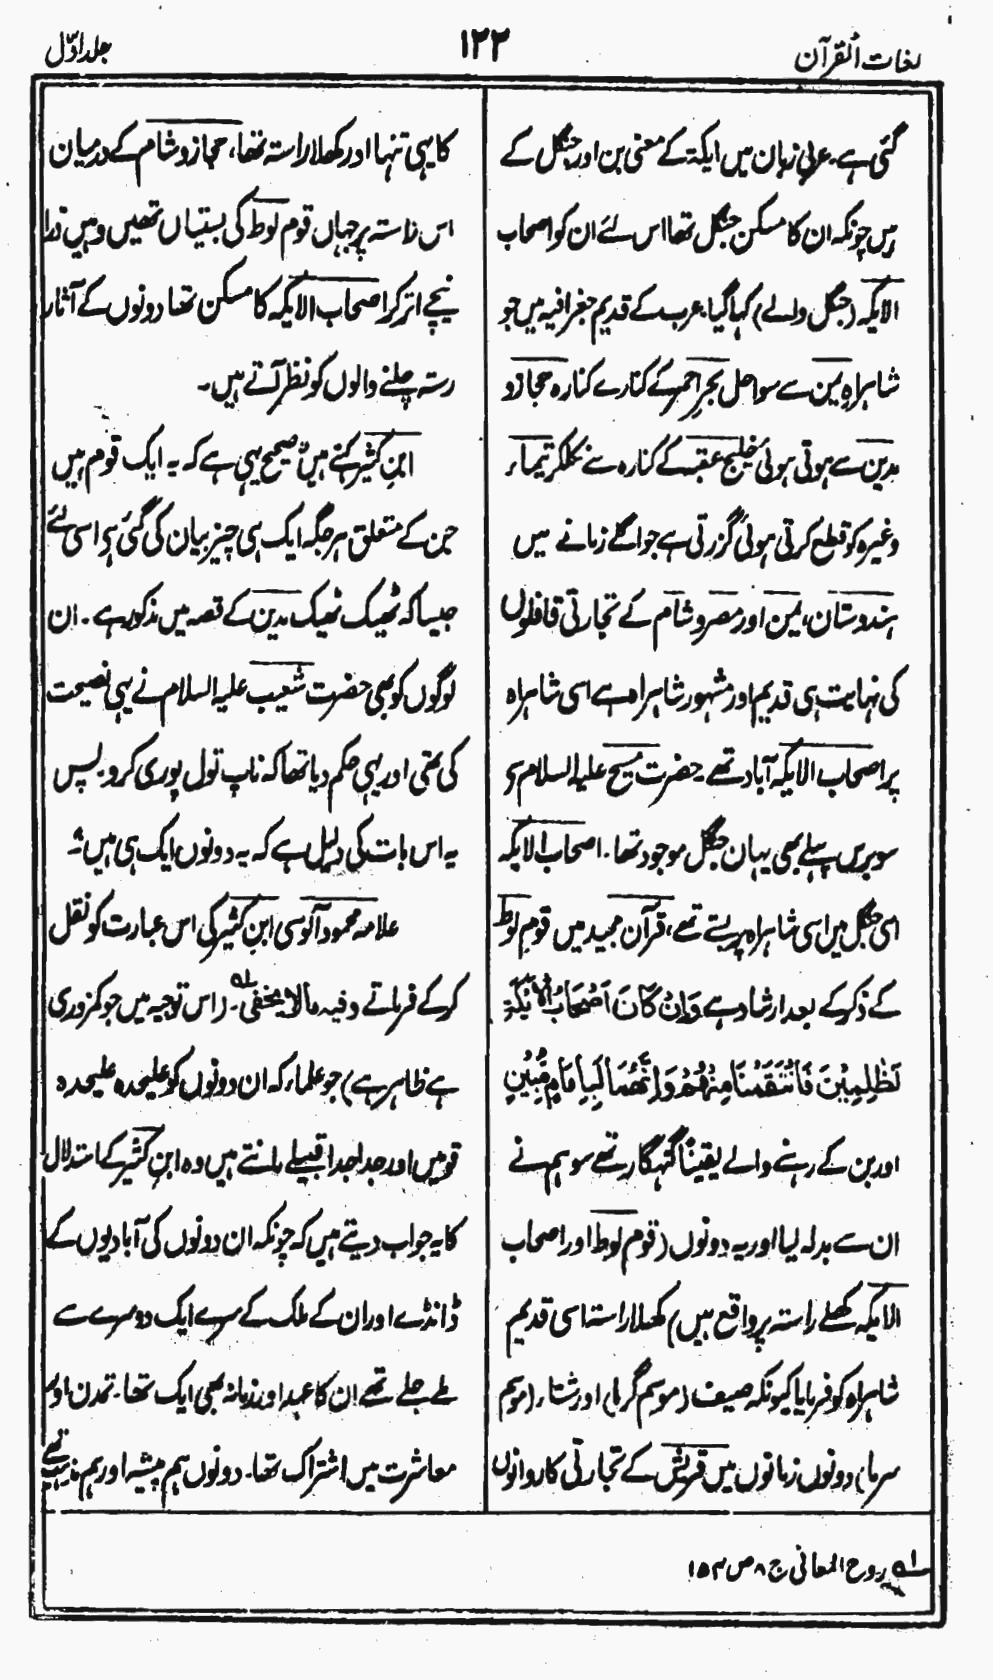 لغات القرآن
۱۲۲
جلد اوّل
گئی ہے۔ عربی زبان میں ایکۃ کے معنی بن اور جنگل کے
ہیں چونکہ ان کا مسکن جنگل تھا اس لئے ان کو اصحاب
الایکہ (جنگل والے) کہا گیا۔ عرب کے قدیم جغرافیہ میں جو
شاہراہِ یمن سے سواحل بحرِ احمر کے کنارے کنارہ حجاز و
مدین سے ہوتی ہوئی خلیج عقبہ کے کنارہ سے نکلکر تیماء،
وغیرہ کو قطع کرتی ہوئی گزرتی ہے جو اگلے زمانے میں
ہندوستان، یمن اور مصر و شام کے تجارتی قافلوں
کی نہایت ہی قدیم اور مشہور شاہراہ ہے اسی شاہراہ
پر اصحاب الایکہ آباد تھے۔ حضرت مسیح علیہ السلام سے
سو برس پہلے بھی یہان جنگل موجود تھا۔ اصحاب الایکہ
اسی جنگل میں اسی شاہراہ پر بستے تھے، قرآن مجید میں قومِ لوط
کے ذکر کے بعد ارشاد ہے وَاِنْ کَانَ اَصْحَابُ الْاَیْکَۃِ
لَظٰلِمِیْنَ فَانْتَقَمْنَا مِنْھُمْ وَاِنَّھُمَا لَبِاِمَامٍ مُّبِیْنٍ
اور بن کے رہنے والے یقیناً گنہگار تھے سو ہم نے
ان سے بدلہ لیا اور یہ دونوں (قوم لوط اور اصحاب
الایکہ کھلے راستہ پر واقع ہیں) کھلا راستہ اسی قدیم
شاہراہ کو فرمایا کیونکہ صیف (موسم گرما) اور شتاء (موسم
سرما) دونوں زمانوں میں قریش کے تجارتی کاروانوں
کا یہی تنہا اور کھلا راستہ تھا، حجاز و شام کے درمیان
اس راستہ پر جہاں قوم لوط کی بستیاں تھیں وہیں ذرا
نیچے اتر کر اصحاب الایکہ کا مسکن تھا دونوں کے آثار
رستہ چلنے والوں کو نظر آتے ہیں۔
ابنِ کثیر کہتے ہیں صحیح یہی ہے کہ یہ ایک قوم ہیں
جن کے متعلق ہر جگہ ایک ہی چیز بیان کی گئی ہے اسی لئے
جیسا کہ ٹھیک ٹھیک مدین کے قصہ میں مذکور ہے۔ ان
لوگوں کو بھی حضرت شعیب علیہ السلام نے یہی نصیحت
کی تھی اور یہی حکم دیا تھا کہ ناپ تول پوری کرو۔ پس
یہ اس بات کی دلیل ہے کہ یہ دونوں ایک ہی ہیں۔
علامہ محمود آلوسی ابن کثیر کی اس عبارت کو نقل
کر کے فرماتے وفیہ مالا یخفی ۱؎۔ (اس توجیہ میں جو کمزوری
ہے ظاہر ہے) جو علماء کہ ان دونوں کو علیحدہ علیحدہ
قومیں اور جدا جدا قبیلے مانتے ہیں وہ ابنِ کثیر کے استدلال
کا یہ جواب دیتے ہیں کہ چونکہ ان دونوں کی آبادیوں کے
ڈانڈے اور ان کے ملک کے سرے ایک دوسرے سے
ملے جلے تھے ان کا عہد اور زمانہ بھی ایک تھا۔ تمدن اور
معاشرت میں اشتراک تھا۔ دونوں ہم پیشہ اور ہم مذہب تھے
۱؎ روح المعانی ج ۸ ص ۱۵۳